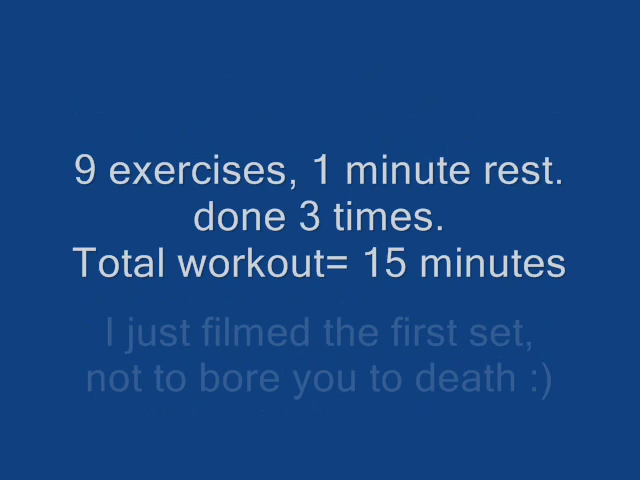 9 exercises, 1 minute rest.
done 3 times.
Total workout= 15 minutes
I just filmed the first set,
not to bore you to death :)